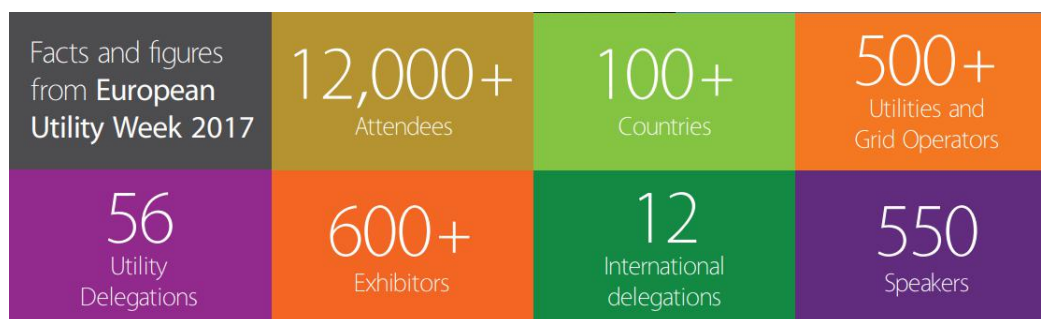 Facts and figures
from European
Utility Week 2017
12,000+
Attendees
100+
Countries
500+
Utilities and
Grid Operators
56
Utility
Delegations
600+
Exhibitors
12
International
delegations
550
Speakers